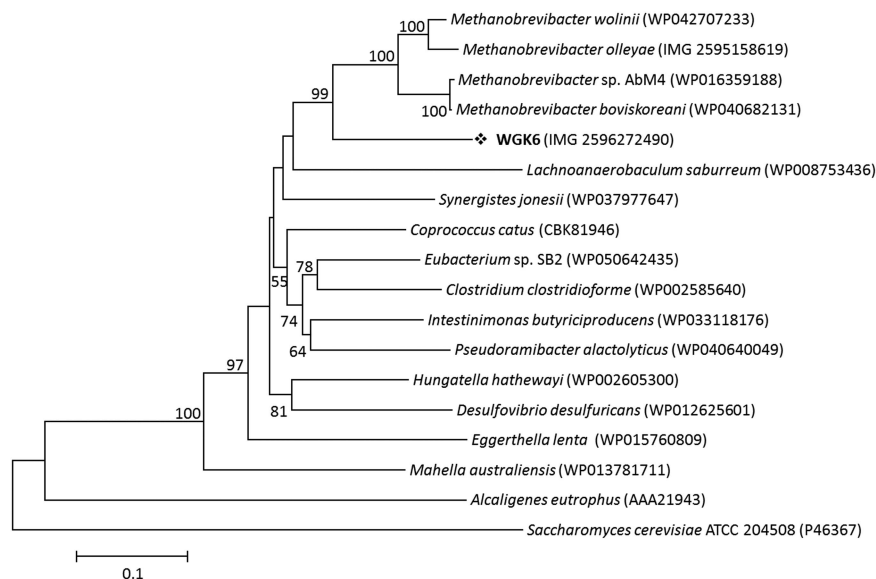 Methanobrevibacter wolinii (WP042707233)
100
Methanobrevibacter olleyae (IMG 2595158619)
100
Methanobrevibacter sp. AbM4 (WP016359188)
99
100
Methanobrevibacter boviskoreani (WP040682131)
❖ WGK6 (IMG 2596272490)
Lachnoanaerobaculum saburreum (WP008753436)
Synergistes jonesii (WP037977647)
Coprococcus catus (CBK81946)
Eubacterium sp. SB2 (WP050642435)
78
55
Clostridium clostridioforme (WP002585640)
74
Intestinimonas butyriciproducens (WP033118176)
64
Pseudoramibacter alactolyticus (WP040640049)
97
Hungatella hathewayi (WP002605300)
81
Desulfovibrio desulfuricans (WP012625601)
100
Eggerthella lenta (WP015760809)
Mahella australiensis (WP013781711)
Alcaligenes eutrophus (AAA21943)
Saccharomyces cerevisiae ATCC 204508 (P46367)
0.1